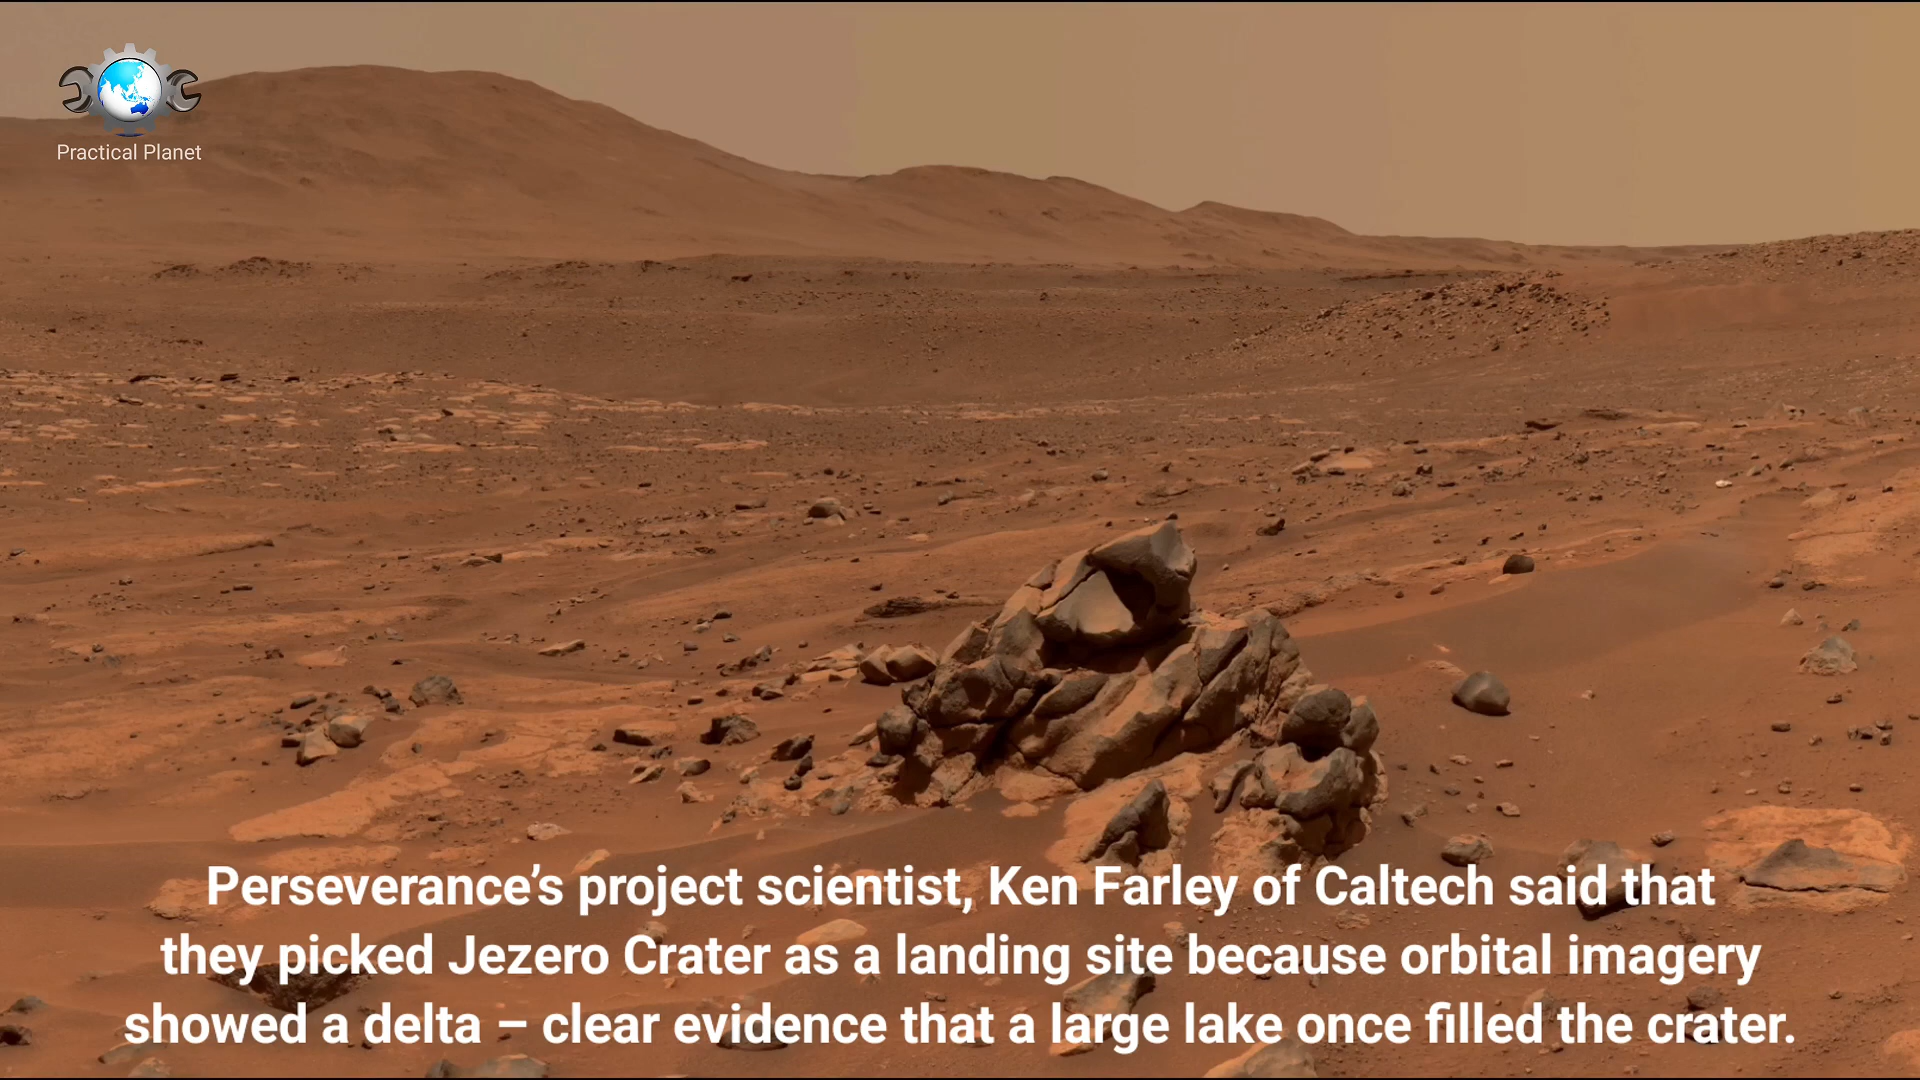 Practical Planet
Perseverance’s project scientist, Ken Farley of Caltech said that
they picked Jezero Crater as a landing site because orbital imagery
showed a delta – clear evidence that a large lake once filled the crater.